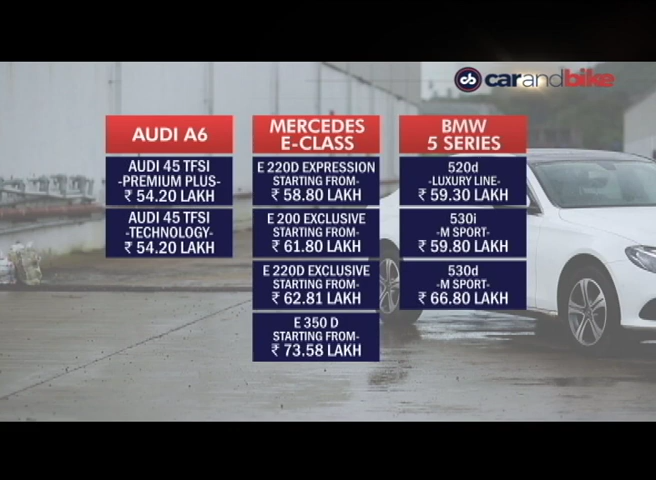 cb carandbike
AUDI A6
AUDI 45 TFSI
-PREMIUM PLUS-
₹ 54.20 LAKH
AUDI 45 TFSI
-TECHNOLOGY-
₹ 54.20 LAKH
MERCEDES
E-CLASS
E 220D EXPRESSION
STARTING FROM-
₹ 58.80 LAKH
E 200 EXCLUSIVE
STARTING FROM-
₹ 61.80 LAKH
E 220D EXCLUSIVE
STARTING FROM-
₹ 62.81 LAKH
E 350 D
STARTING FROM-
₹ 73.58 LAKH
BMW
5 SERIES
520d
-LUXURY LINE-
₹ 59.30 LAKH
530i
-M SPORT-
₹ 59.80 LAKH
530d
-M SPORT-
₹ 66.80 LAKH